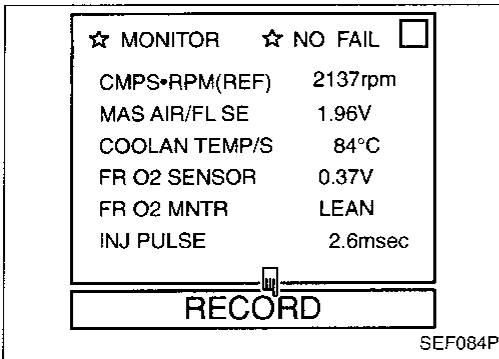 ☆ MONITOR ☆ NO FAIL □
CMPS•RPM(REF) 2137rpm
MAS AIR/FL SE 1.96V
COOLAN TEMP/S 84°C
FR O2 SENSOR 0.37V
FR O2 MNTR LEAN
INJ PULSE 2.6msec
RECORD
SEF084P